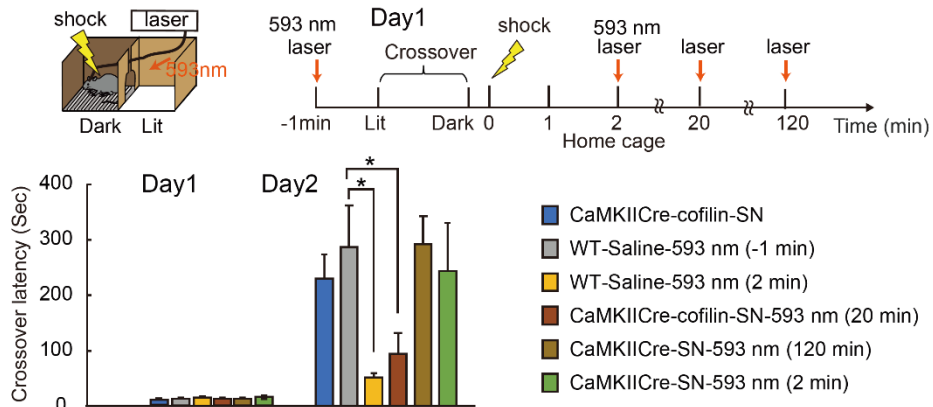 shock
laser
593nm
Dark Lit
Day1
593 nm
laser
Crossover
shock
593 nm
laser
laser
laser
-1min Lit Dark 0 1 2 20 120 Time (min)
Home cage
Crossover latency (Sec)
400
300
200
100
0
Day1 Day2
*
*
CaMKIICre-cofilin-SN
WT-Saline-593 nm (-1 min)
WT-Saline-593 nm (2 min)
CaMKIICre-cofilin-SN-593 nm (20 min)
CaMKIICre-SN-593 nm (120 min)
CaMKIICre-SN-593 nm (2 min)